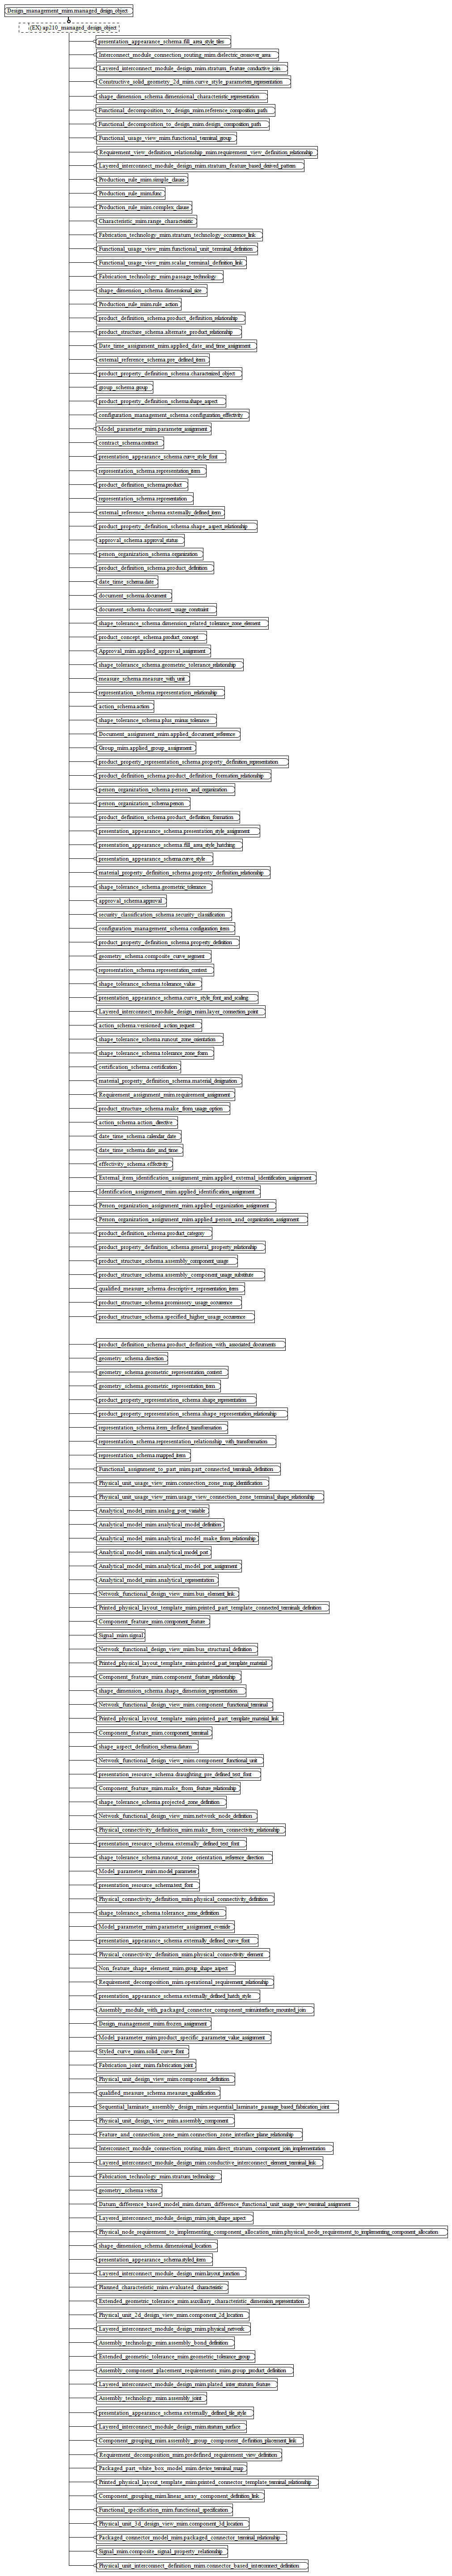 Design_management_mim.managed_design_object
(EX) ap210_managed_design_object
presentation_appearance_schema.fill_area_style_tiles
Interconnect_module_connection_routing_mim.dielectric_crossover_area
Layered_interconnect_module_design_mim.stratum_feature_conductive_join
Constructive_solid_geometry_2d_mim.curve_style_parameters_representation
shape_dimension_schema.dimensional_characteristic_representation
Functional_decomposition_to_design_mim.reference_composition_path
Functional_decomposition_to_design_mim.design_composition_path
Functional_usage_view_mim.functional_terminal_group
Requirement_view_definition_relationship_mim.requirement_view_definition_relationship
Layered_interconnect_module_design_mim.stratum_feature_based_derived_pattern
Production_rule_mim.simple_clause
Production_rule_mim.func
Production_rule_mim.complex_clause
Characteristic_mim.range_characteristic
Fabrication_technology_mim.stratum_technology_occurrence_link
Functional_usage_view_mim.functional_unit_terminal_definition
Functional_usage_view_mim.scalar_terminal_definition_link
Fabrication_technology_mim.passage_technology
shape_dimension_schema.dimensional_size
Production_rule_mim.rule_action
product_definition_schema.product_definition_relationship
product_structure_schema.alternate_product_relationship
Date_time_assignment_mim.applied_date_and_time_assignment
external_reference_schema.pre_defined_item
product_property_definition_schema.characterized_object
group_schema.group
product_property_definition_schema.shape_aspect
configuration_management_schema.configuration_effectivity
Model_parameter_mim.parameter_assignment
contract_schema.contract
presentation_appearance_schema.curve_style_font
representation_schema.representation_item
product_definition_schema.product
representation_schema.representation
external_reference_schema.externally_defined_item
product_property_definition_schema.shape_aspect_relationship
approval_schema.approval_status
person_organization_schema.organization
product_definition_schema.product_definition
date_time_schema.date
document_schema.document
document_schema.document_usage_constraint
shape_tolerance_schema.dimension_related_tolerance_zone_element
product_concept_schema.product_concept
Approval_mim.applied_approval_assignment
shape_tolerance_schema.geometric_tolerance_relationship
measure_schema.measure_with_unit
representation_schema.representation_relationship
action_schema.action
shape_tolerance_schema.plus_minus_tolerance
Document_assignment_mim.applied_document_reference
Group_mim.applied_group_assignment
product_property_representation_schema.property_definition_representation
product_definition_schema.product_definition_formation_relationship
person_organization_schema.person_and_organization
person_organization_schema.person
product_definition_schema.product_definition_formation
presentation_appearance_schema.presentation_style_assignment
presentation_appearance_schema.fill_area_style_hatching
presentation_appearance_schema.curve_style
material_property_definition_schema.property_definition_relationship
shape_tolerance_schema.geometric_tolerance
approval_schema.approval
security_classification_schema.security_classification
configuration_management_schema.configuration_item
product_property_definition_schema.property_definition
geometry_schema.composite_curve_segment
representation_schema.representation_context
shape_tolerance_schema.tolerance_value
presentation_appearance_schema.curve_style_font_and_scaling
Layered_interconnect_module_design_mim.layer_connection_point
action_schema.versioned_action_request
shape_tolerance_schema.runout_zone_orientation
shape_tolerance_schema.tolerance_zone_form
certification_schema.certification
material_property_definition_schema.material_designation
Requirement_assignment_mim.requirement_assignment
product_structure_schema.make_from_usage_option
action_schema.action_directive
date_time_schema.calendar_date
date_time_schema.date_and_time
effectivity_schema.effectivity
External_item_identification_assignment_mim.applied_external_identification_assignment
Identification_assignment_mim.applied_identification_assignment
Person_organization_assignment_mim.applied_organization_assignment
Person_organization_assignment_mim.applied_person_and_organization_assignment
product_definition_schema.product_category
product_property_definition_schema.general_property_relationship
product_structure_schema.assembly_component_usage
product_structure_schema.assembly_component_usage_substitute
qualified_measure_schema.descriptive_representation_item
product_structure_schema.promissory_usage_occurrence
product_structure_schema.specified_higher_usage_occurrence
product_definition_schema.product_definition_with_associated_documents
geometry_schema.direction
geometry_schema.geometric_representation_context
geometry_schema.geometric_representation_item
product_property_representation_schema.shape_representation
product_property_representation_schema.shape_representation_relationship
representation_schema.item_defined_transformation
representation_schema.representation_relationship_with_transformation
representation_schema.mapped_item
Functional_assignment_to_part_mim.part_connected_terminals_definition
Physical_unit_usage_view_mim.connection_zone_map_identification
Physical_unit_usage_view_mim.usage_view_connection_zone_terminal_shape_relationship
Analytical_model_mim.analog_port_variable
Analytical_model_mim.analytical_model_definition
Analytical_model_mim.analytical_model_make_from_relationship
Analytical_model_mim.analytical_model_port
Analytical_model_mim.analytical_model_port_assignment
Analytical_model_mim.analytical_representation
Network_functional_design_view_mim.bus_element_link
Printed_physical_layout_template_mim.printed_part_template_connected_terminals_definition
Component_feature_mim.component_feature
Signal_mim.signal
Network_functional_design_view_mim.bus_structural_definition
Printed_physical_layout_template_mim.printed_part_template_material
Component_feature_mim.component_feature_relationship
shape_dimension_schema.shape_dimension_representation
Network_functional_design_view_mim.component_functional_terminal
Printed_physical_layout_template_mim.printed_part_template_material_link
Component_feature_mim.component_terminal
shape_aspect_definition_schema.datum
Network_functional_design_view_mim.component_functional_unit
presentation_resource_schema.draughting_pre_defined_text_font
Component_feature_mim.make_from_feature_relationship
shape_tolerance_schema.projected_zone_definition
Network_functional_design_view_mim.network_node_definition
Physical_connectivity_definition_mim.make_from_connectivity_relationship
presentation_resource_schema.externally_defined_text_font
shape_tolerance_schema.runout_zone_orientation_reference_direction
Model_parameter_mim.model_parameter
presentation_resource_schema.text_font
Physical_connectivity_definition_mim.physical_connectivity_definition
shape_tolerance_schema.tolerance_zone_definition
Model_parameter_mim.parameter_assignment_override
presentation_appearance_schema.externally_defined_curve_font
Physical_connectivity_definition_mim.physical_connectivity_element
Non_feature_shape_element_mim.group_shape_aspect
Requirement_decomposition_mim.operational_requirement_relationship
presentation_appearance_schema.externally_defined_hatch_style
Assembly_module_with_packaged_connector_component_mim.interface_mounted_join
Design_management_mim.frozen_assignment
Model_parameter_mim.product_specific_parameter_value_assignment
Styled_curve_mim.solid_curve_font
Fabrication_joint_mim.fabrication_joint
Physical_unit_design_view_mim.component_definition
qualified_measure_schema.measure_qualification
Sequential_laminate_assembly_design_mim.sequential_laminate_passage_based_fabrication_joint
Physical_unit_design_view_mim.assembly_component
Feature_and_connection_zone_mim.connection_zone_interface_plane_relationship
Interconnect_module_connection_routing_mim.direct_stratum_component_join_implementation
Layered_interconnect_module_design_mim.conductive_interconnect_element_terminal_link
Fabrication_technology_mim.stratum_technology
geometry_schema.vector
Datum_difference_based_model_mim.datum_difference_functional_unit_usage_view_terminal_assignment
Layered_interconnect_module_design_mim.join_shape_aspect
Physical_node_requirement_to_implementing_component_allocation_mim.physical_node_requirement_to_implementing_component_allocation
shape_dimension_schema.dimensional_location
presentation_appearance_schema.styled_item
Layered_interconnect_module_design_mim.layout_junction
Planned_characteristic_mim.evaluated_characteristic
Extended_geometric_tolerance_mim.auxiliary_characteristic_dimension_representation
Physical_unit_2d_design_view_mim.component_2d_location
Layered_interconnect_module_design_mim.physical_network
Assembly_technology_mim.assembly_bond_definition
Extended_geometric_tolerance_mim.geometric_tolerance_group
Assembly_component_placement_requirements_mim.group_product_definition
Layered_interconnect_module_design_mim.plated_inter_stratum_feature
Assembly_technology_mim.assembly_joint
presentation_appearance_schema.externally_defined_tile_style
Layered_interconnect_module_design_mim.stratum_surface
Component_grouping_mim.assembly_group_component_definition_placement_link
Requirement_decomposition_mim.predefined_requirement_view_definition
Packaged_part_white_box_model_mim.device_terminal_map
Printed_physical_layout_template_mim.printed_connector_template_terminal_relationship
Component_grouping_mim.linear_array_component_definition_link
Functional_specification_mim.functional_specification
Physical_unit_3d_design_view_mim.component_3d_location
Packaged_connector_model_mim.packaged_connector_terminal_relationship
Signal_mim.composite_signal_property_relationship
Physical_unit_interconnect_definition_mim.connector_based_interconnect_definition